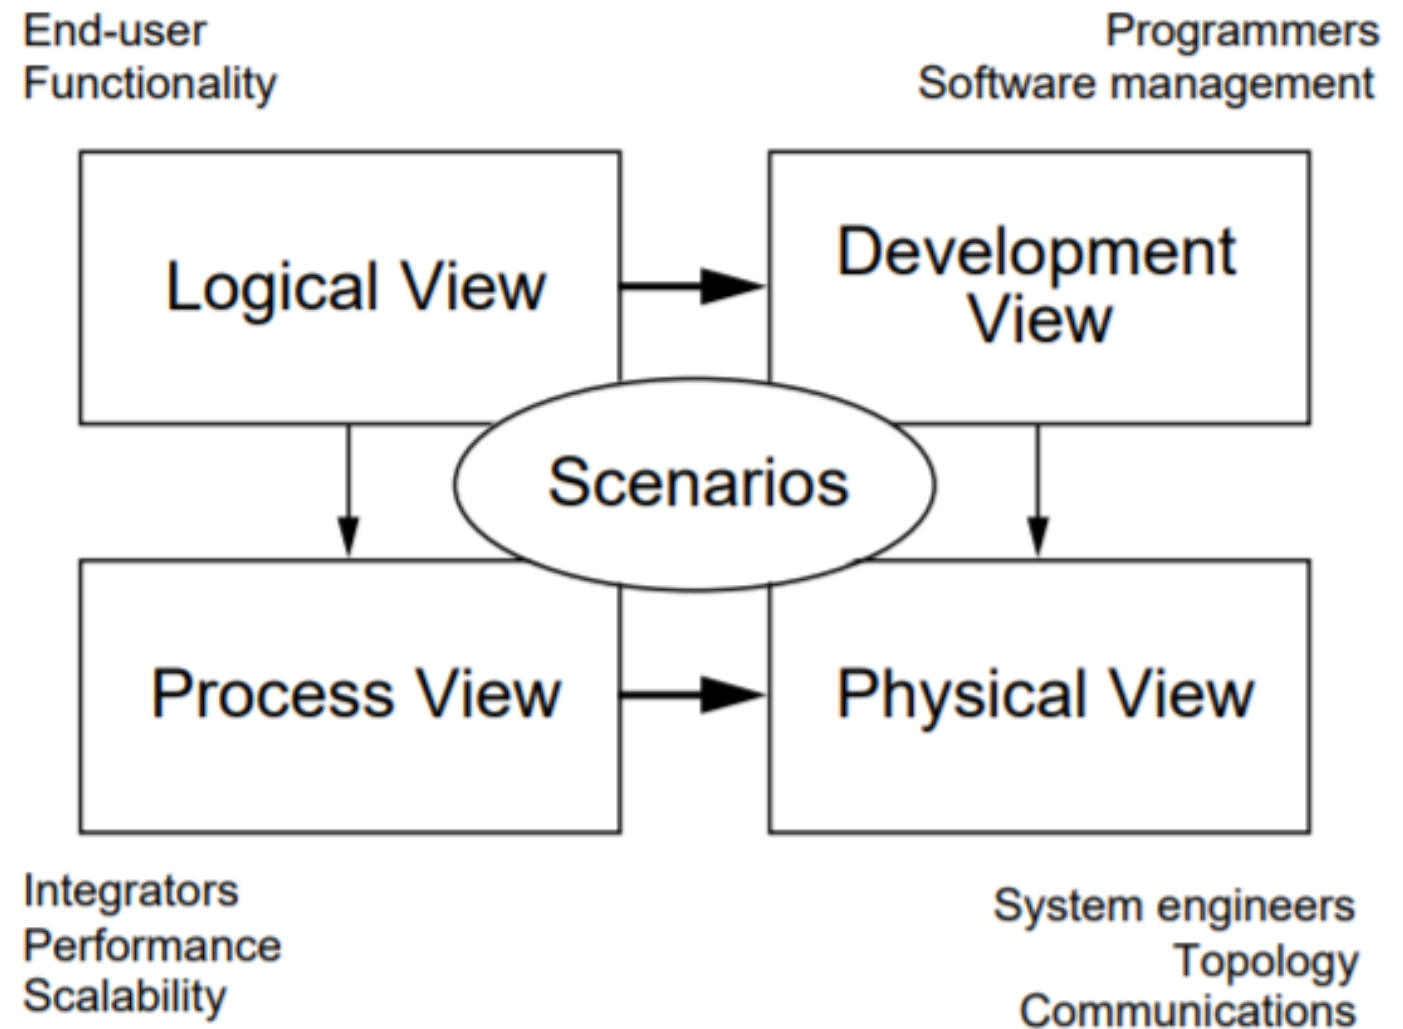 End-user
Functionality
Programmers
Software management
Logical View
Development
View
Scenarios
Process View
Physical View
Integrators
Performance
Scalability
System engineers
Topology
Communications